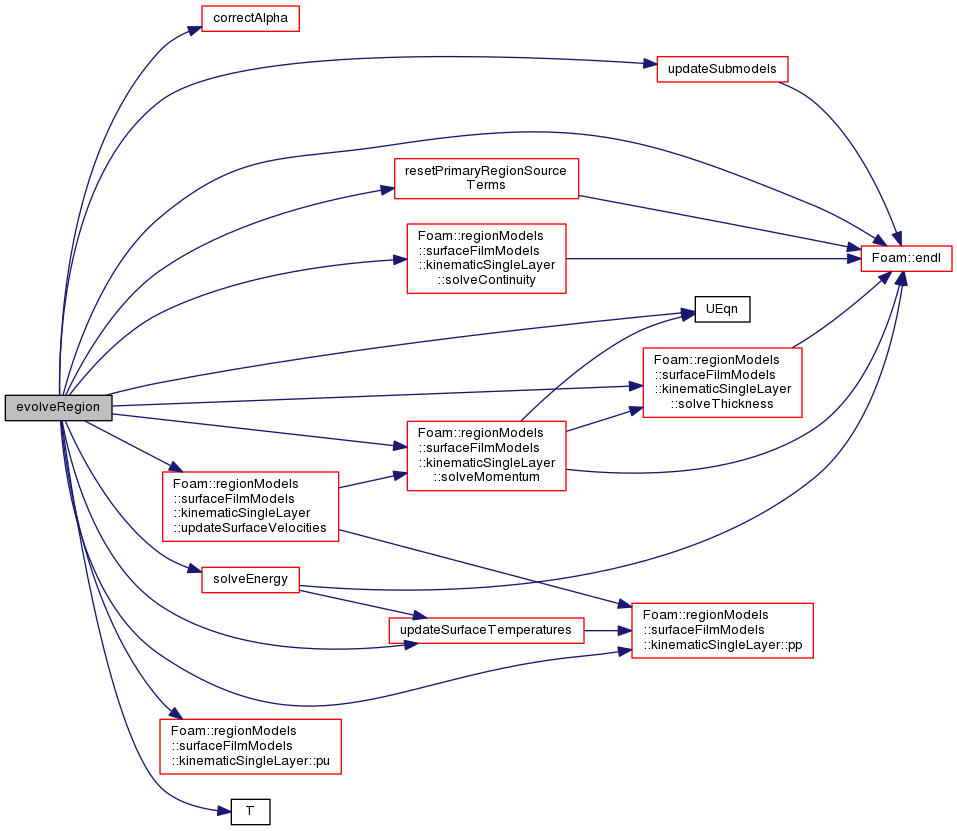 correctAlpha
updateSubmodels
resetPrimaryRegionSource
Terms
Foam::regionModels
::surfaceFilmModels
::kinematicSingleLayer
::solveContinuity
Foam::endl
UEqn
Foam::regionModels
::surfaceFilmModels
::kinematicSingleLayer
::solveThickness
evolveRegion
Foam::regionModels
::surfaceFilmModels
::kinematicSingleLayer
::solveMomentum
Foam::regionModels
::surfaceFilmModels
::kinematicSingleLayer
::updateSurfaceVelocities
solveEnergy
updateSurfaceTemperatures
Foam::regionModels
::surfaceFilmModels
::kinematicSingleLayer::pp
Foam::regionModels
::surfaceFilmModels
::kinematicSingleLayer::pu
T